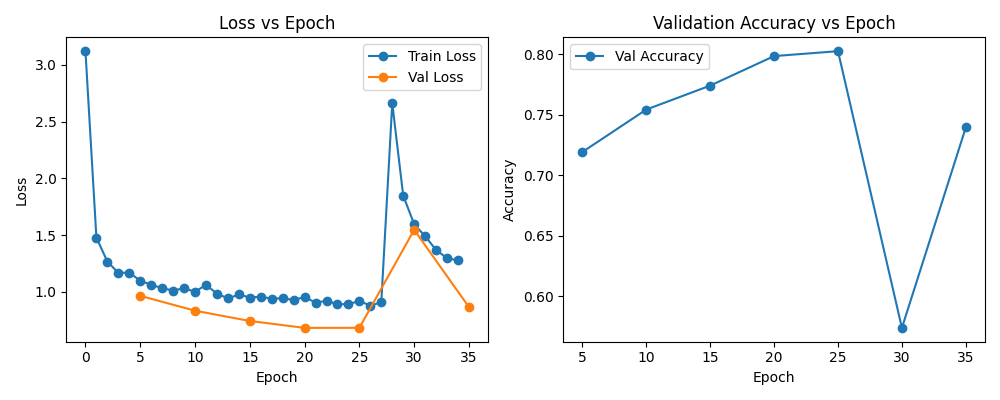 Loss vs Epoch
Train Loss
Val Loss
3.0
2.5
2.0
1.5
1.0
Loss
0 5 10 15 20 25 30 35
Epoch
Validation Accuracy vs Epoch
Val Accuracy
0.80
0.75
0.70
0.65
0.60
Accuracy
5 10 15 20 25 30 35
Epoch